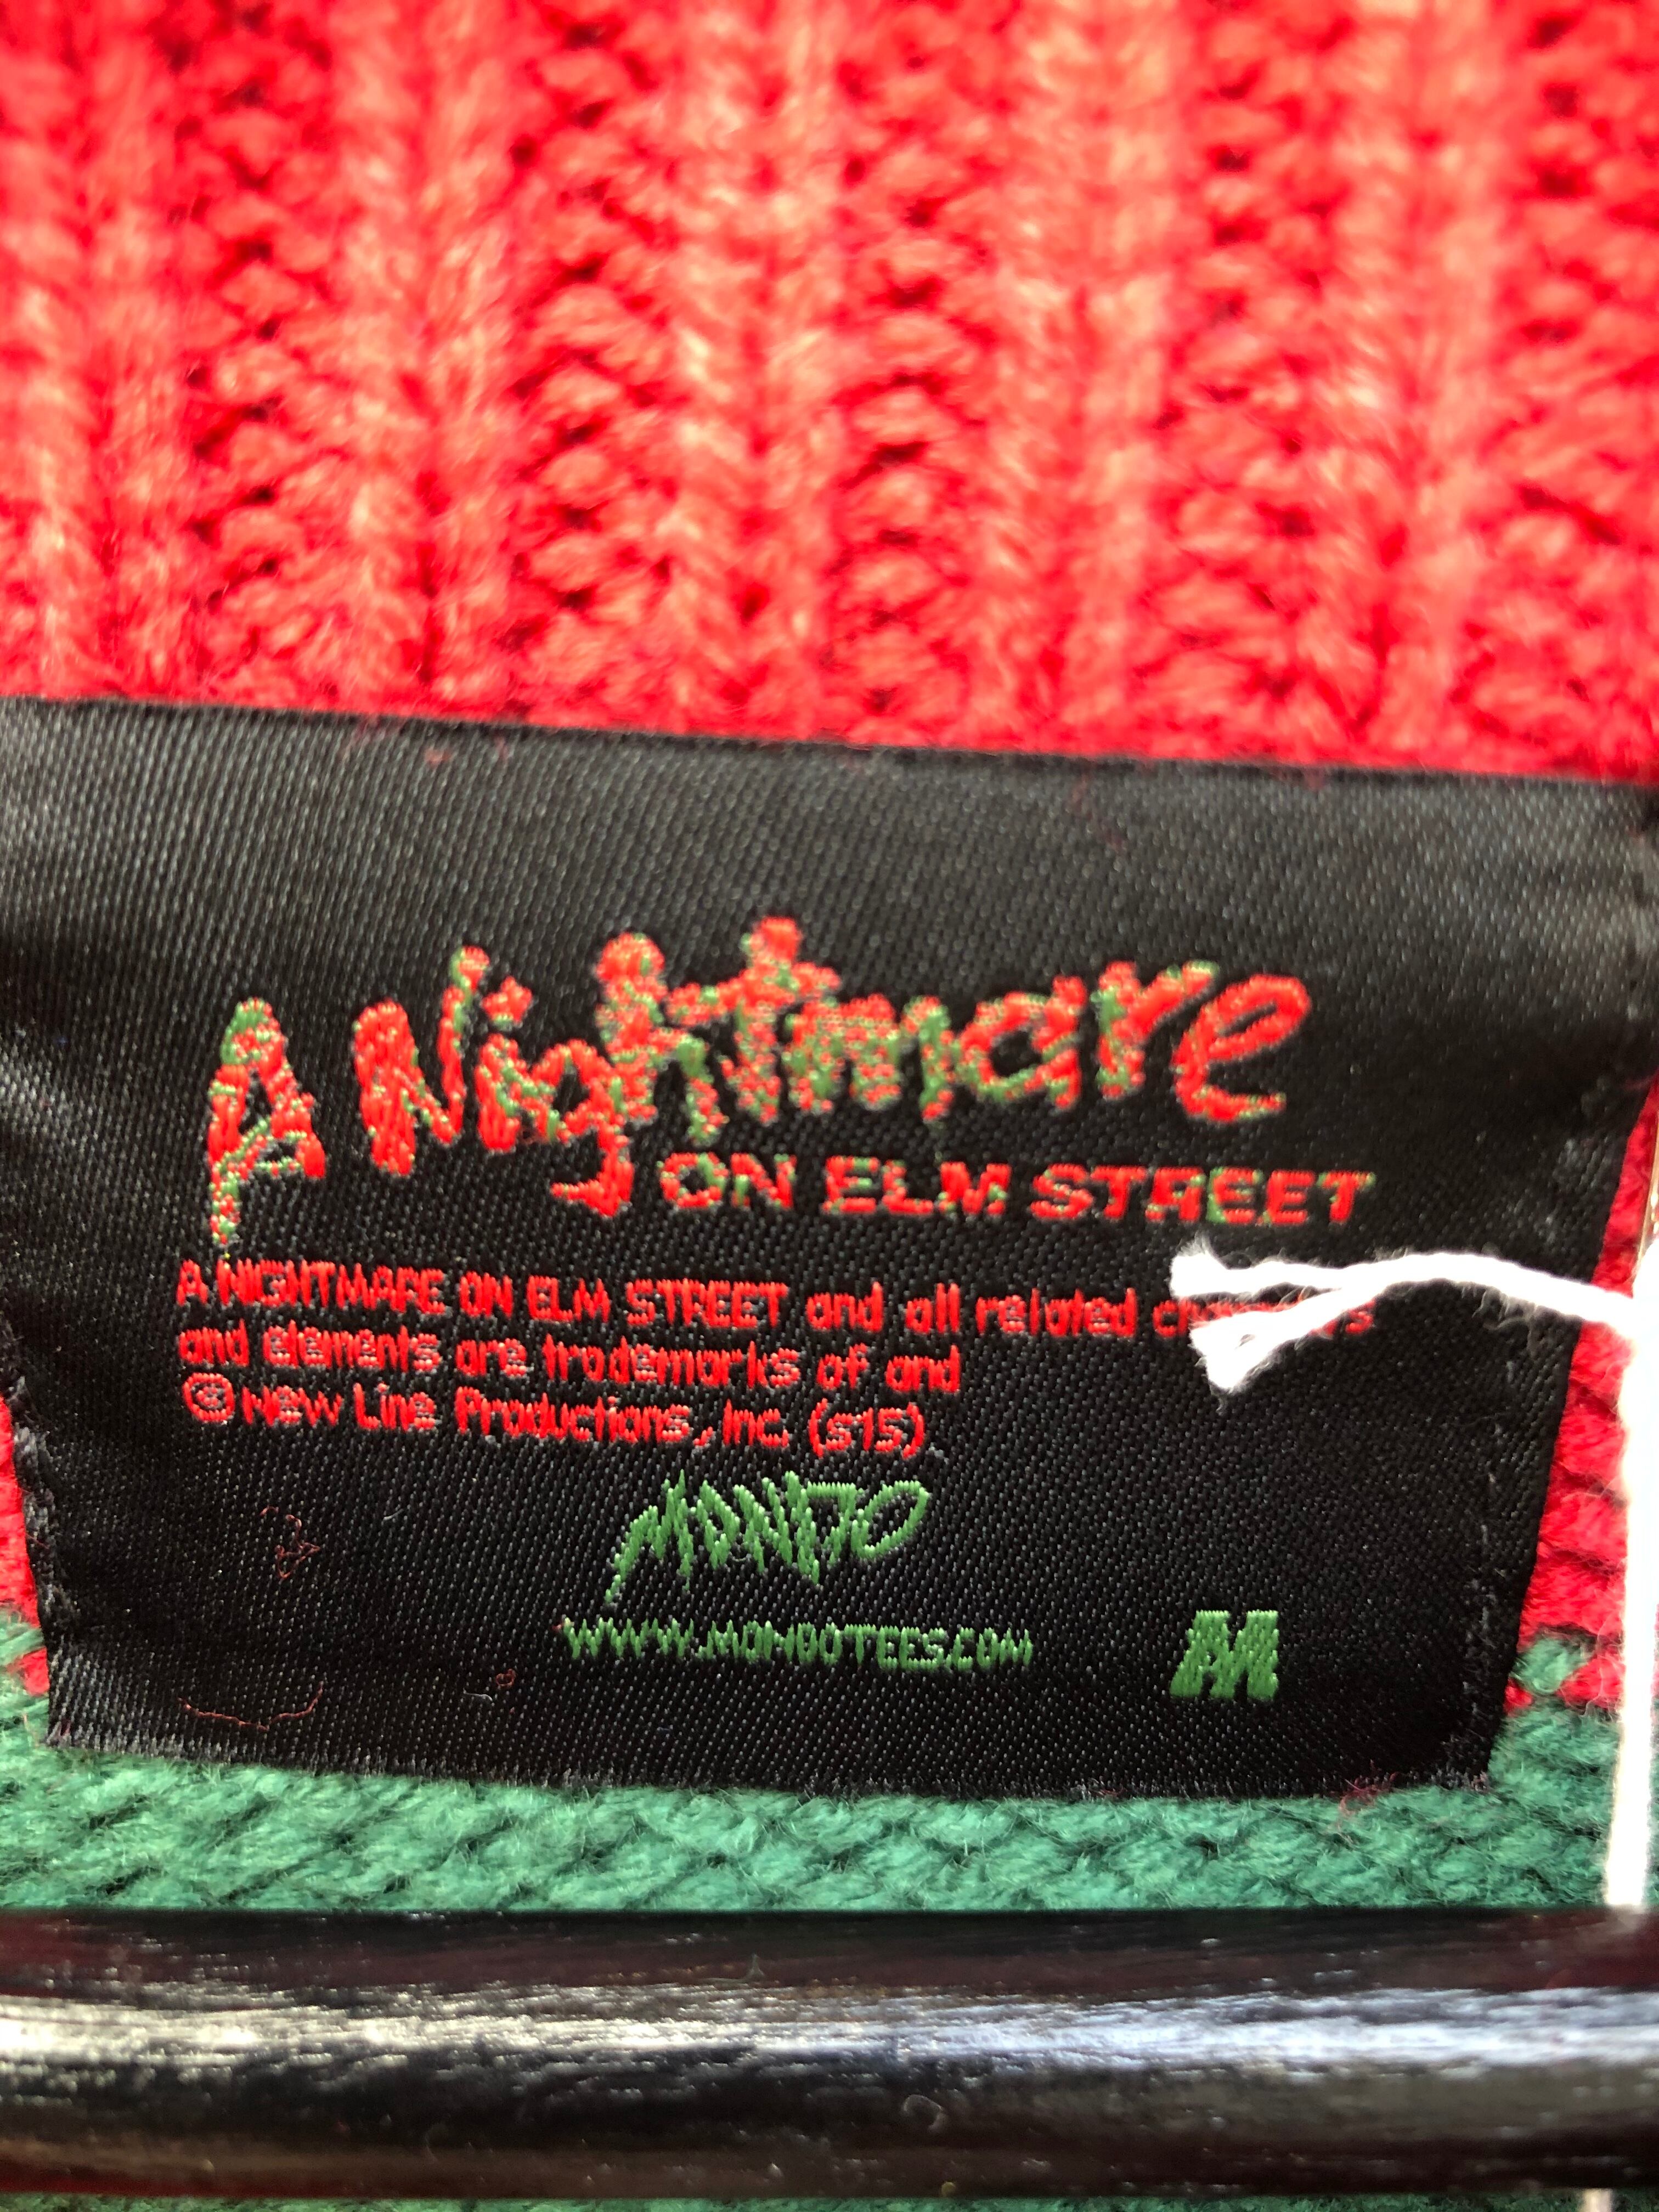 A Nightmare
ON ELM STREET
A NIGHTMARE ON ELM STREET and all related
and elements are trademarks of and
© New Line Productions, Inc. (s15)
MONDO
WWW.MONDOTEES.COM
M